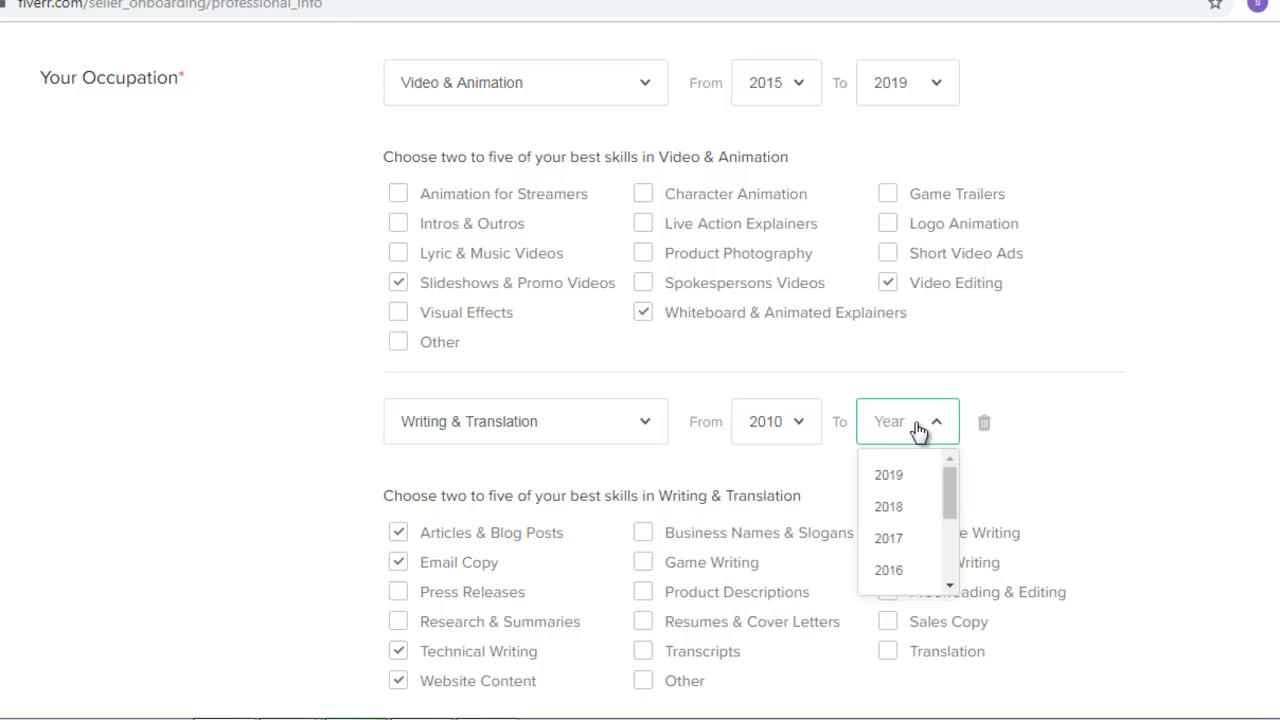 fiverr.com/seller_onboarding/professional_info
s
Your Occupation*
Video & Animation From 2015 To 2019
Choose two to five of your best skills in Video & Animation
Animation for Streamers Character Animation Game Trailers
Intros & Outros Live Action Explainers Logo Animation
Lyric & Music Videos Product Photography Short Video Ads
Slideshows & Promo Videos Spokespersons Videos Video Editing
Visual Effects Whiteboard & Animated Explainers
Other
Writing & Translation From 2010 To Year
2019
2018
2017
2016
Choose two to five of your best skills in Writing & Translation
Articles & Blog Posts Business Names & Slogans Writing
Email Copy Game Writing Writing
Press Releases Product Descriptions Proofreading & Editing
Research & Summaries Resumes & Cover Letters Sales Copy
Technical Writing Transcripts Translation
Website Content Other